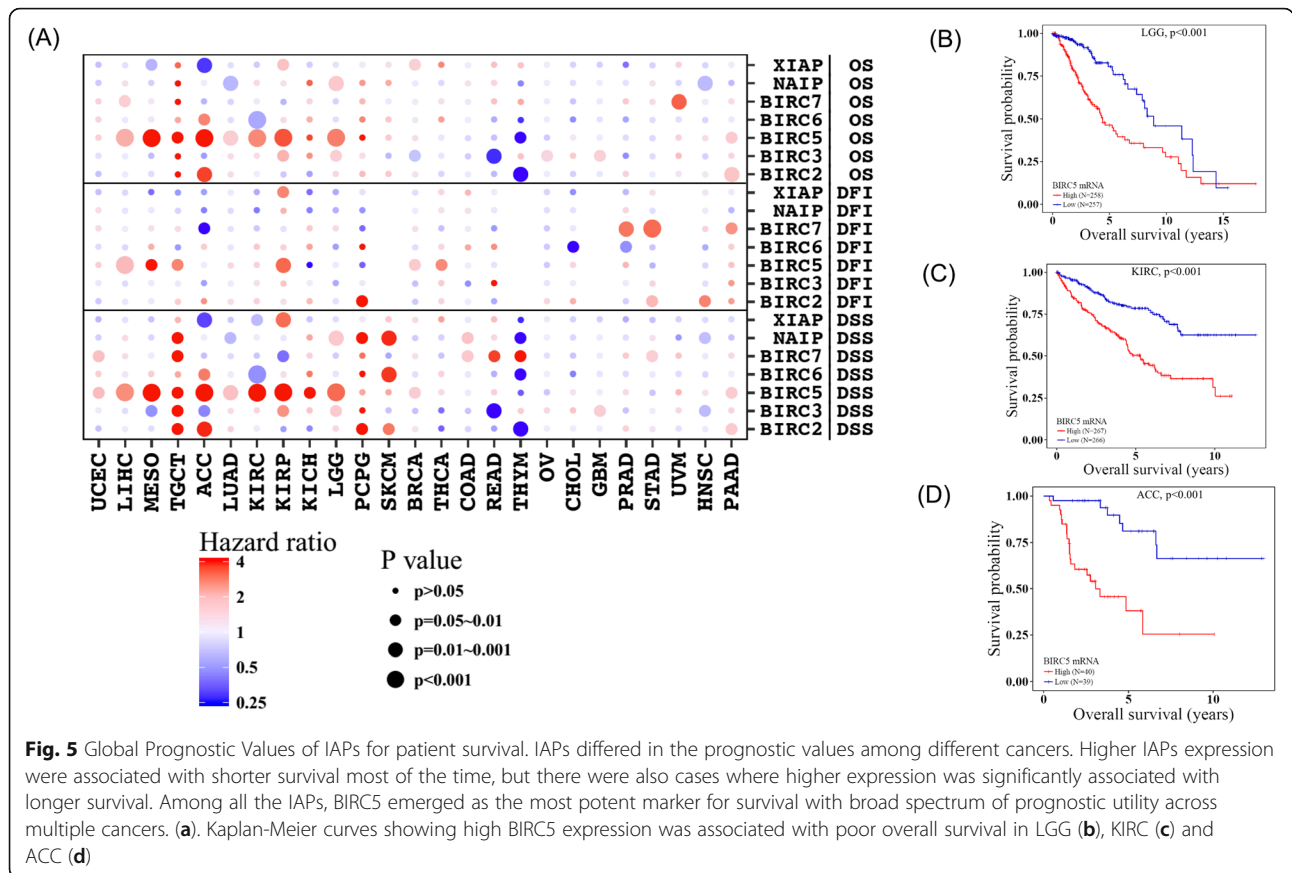 (A)
XIAP OS
NAIP OS
BIRC7 OS
BIRC6 OS
BIRC5 OS
BIRC3 OS
BIRC2 OS
XIAP DFI
NAIP DFI
BIRC7 DFI
BIRC6 DFI
BIRC5 DFI
BIRC3 DFI
BIRC2 DFI
XIAP DSS
NAIP DSS
BIRC7 DSS
BIRC6 DSS
BIRC5 DSS
BIRC3 DSS
BIRC2 DSS
UCEC LIHC MESO TGCT ACC LUAD KIRC KIRP KICH LGG PCPG SKCM BRCA THCA COAD READ THYM OV CHOL GBM PRAD STAD UVM HNSC PAAD
Hazard ratio
4
2
1
0.5
0.25
P value
p>0.05
p=0.05~0.01
p=0.01~0.001
p<0.001
(B)
LGG, p<0.001
Survival probability
1.00
0.75
0.50
0.25
0.00
BIRC5 mRNA
High (N=258)
Low (N=257)
0 5 10 15
Overall survival (years)
(C)
KIRC, p<0.001
Survival probability
1.00
0.75
0.50
0.25
0.00
BIRC5 mRNA
High (N=267)
Low (N=266)
0 5 10
Overall survival (years)
(D)
ACC, p<0.001
Survival probability
1.00
0.75
0.50
0.25
0.00
BIRC5 mRNA
High (N=40)
Low (N=39)
0 5 10
Overall survival (years)
Fig. 5 Global Prognostic Values of IAPs for patient survival. IAPs differed in the prognostic values among different cancers. Higher IAPs expression
were associated with shorter survival most of the time, but there were also cases where higher expression was significantly associated with
longer survival. Among all the IAPs, BIRC5 emerged as the most potent marker for survival with broad spectrum of prognostic utility across
multiple cancers. (a). Kaplan-Meier curves showing high BIRC5 expression was associated with poor overall survival in LGG (b), KIRC (c) and
ACC (d)